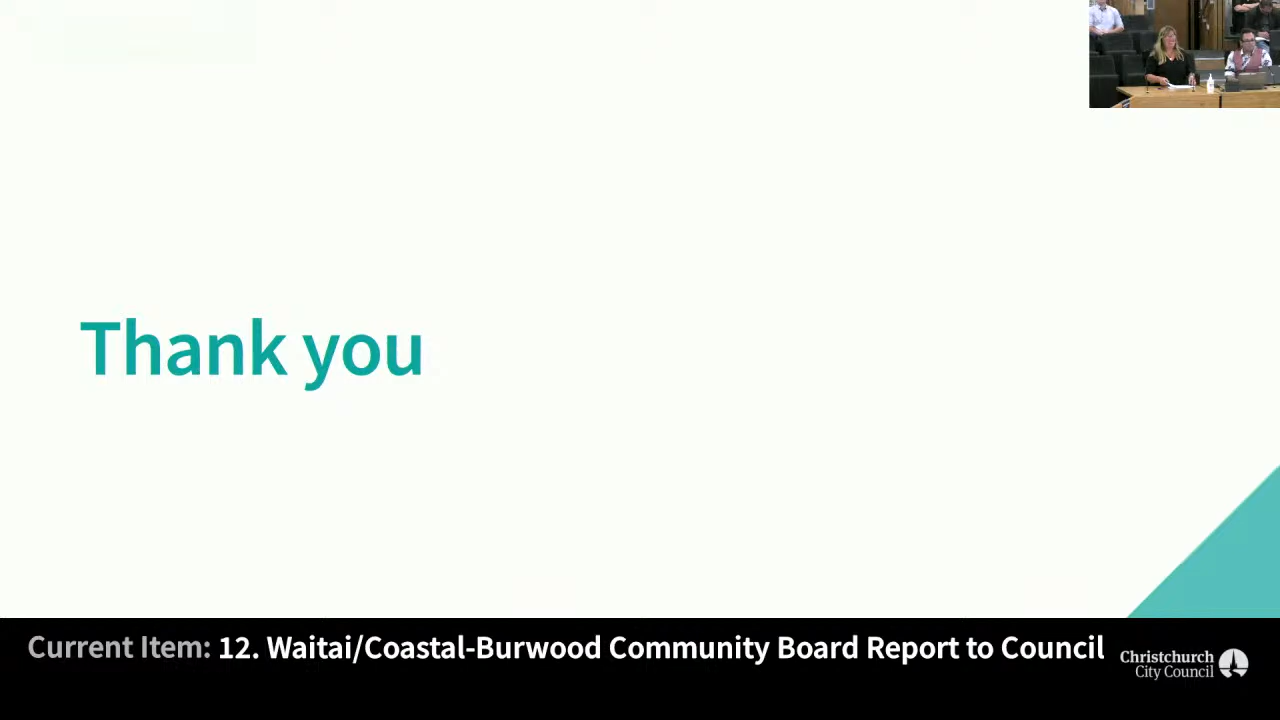 Thank you
Current Item: 12. Waitai/Coastal-Burwood Community Board Report to Council
Christchurch
City Council